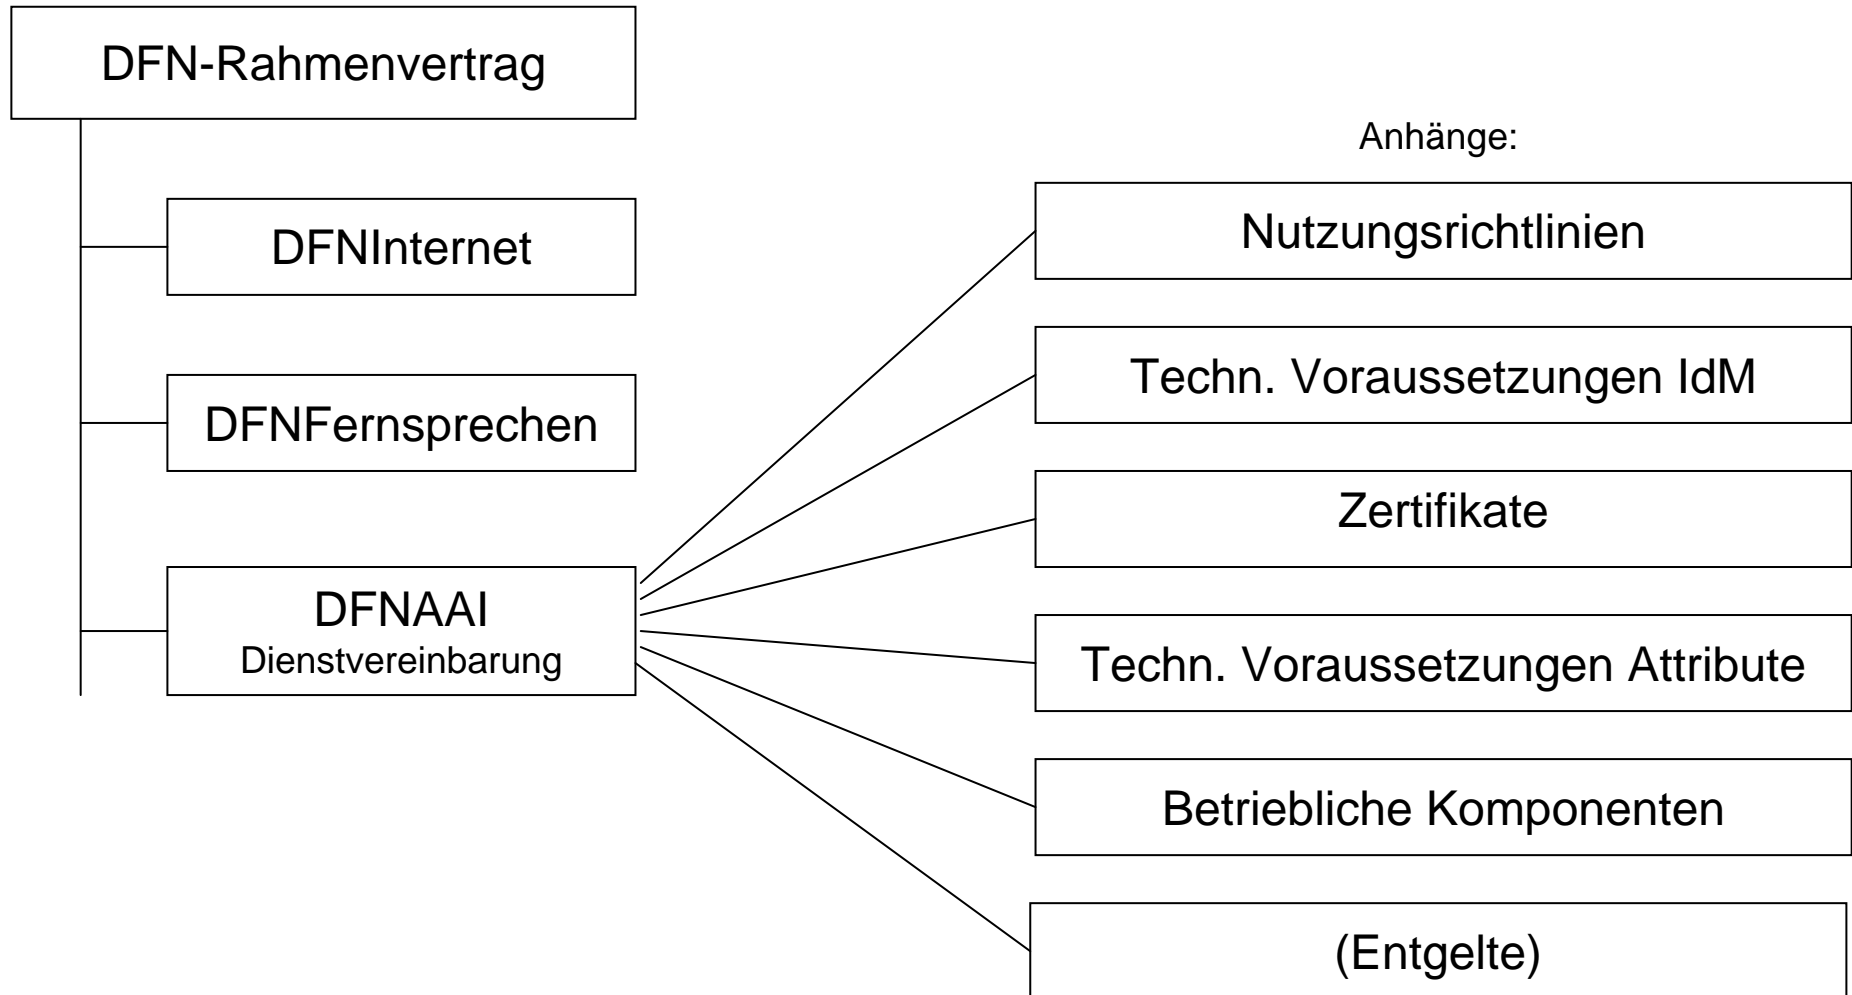 DFN-Rahmenvertrag
DFNInternet
DFNFernsprechen
DFNAAI
Dienstvereinbarung
Anhänge:
Nutzungsrichtlinien
Techn. Voraussetzungen IdM
Zertifikate
Techn. Voraussetzungen Attribute
Betriebliche Komponenten
(Entgelte)